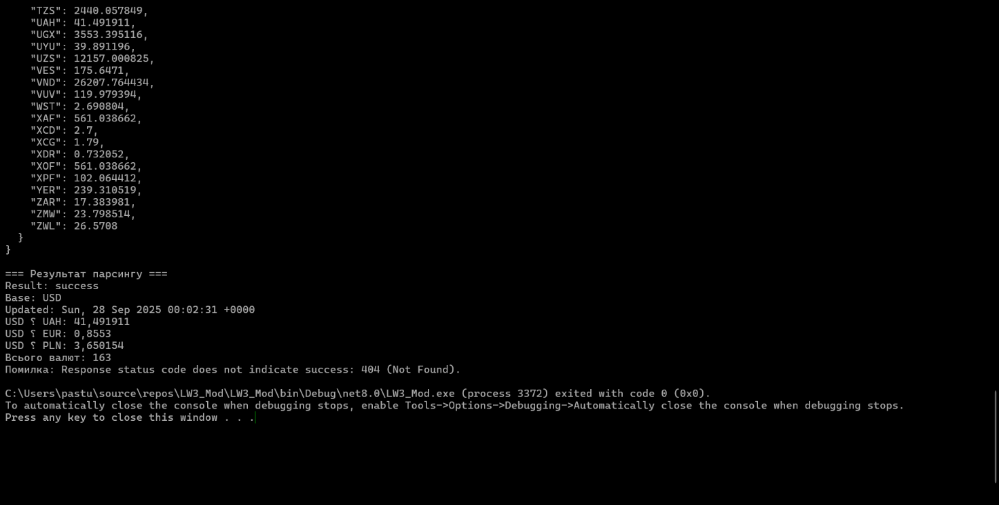 "TZS": 2440.057849,
"UAH": 41.491911,
"UGX": 3553.395116,
"UYU": 39.891196,
"UZS": 12157.000825,
"VES": 175.6471,
"VND": 26207.764434,
"VUV": 119.979394,
"WST": 2.690804,
"XAF": 561.038662,
"XCD": 2.7,
"XCG": 1.79,
"XDR": 0.732052,
"XOF": 561.038662,
"XPF": 102.064412,
"YER": 239.310519,
"ZAR": 17.383981,
"ZMW": 23.798514,
"ZWL": 26.5708
}
}
=== Результат парсингу ===
Result: success
Base: USD
Updated: Sun, 28 Sep 2025 00:02:31 +0000
USD ⸮ UAH: 41,491911
USD ⸮ EUR: 0,8553
USD ⸮ PLN: 3,650154
Всього валют: 163
Помилка: Response status code does not indicate success: 404 (Not Found).
C:\Users\pastu\source\repos\LW3_Mod\LW3_Mod\bin\Debug\net8.0\LW3_Mod.exe (process 3372) exited with code 0 (0x0).
To automatically close the console when debugging stops, enable Tools->Options->Debugging->Automatically close the console when debugging stops.
Press any key to close this window . . .